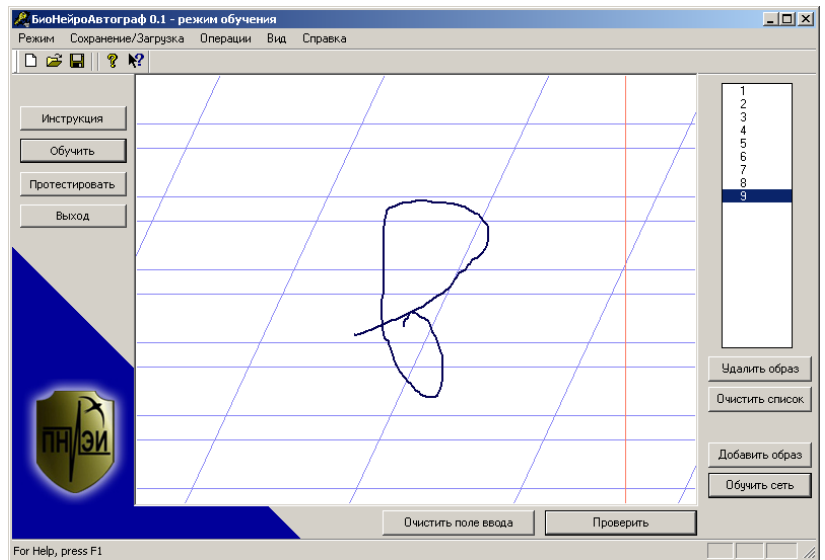 БиоНейроАвтограф 0.1 - режим обучения
Режим Сохранение/Загрузка Операции Вид Справка
Инструкция
Обучить
Протестировать
Выход
ПНИЭИ
1
2
3
4
5
6
7
8
9
Удалить образ
Очистить список
Добавить образ
Обучить сеть
Очистить поле ввода
Проверить
For Help, press F1